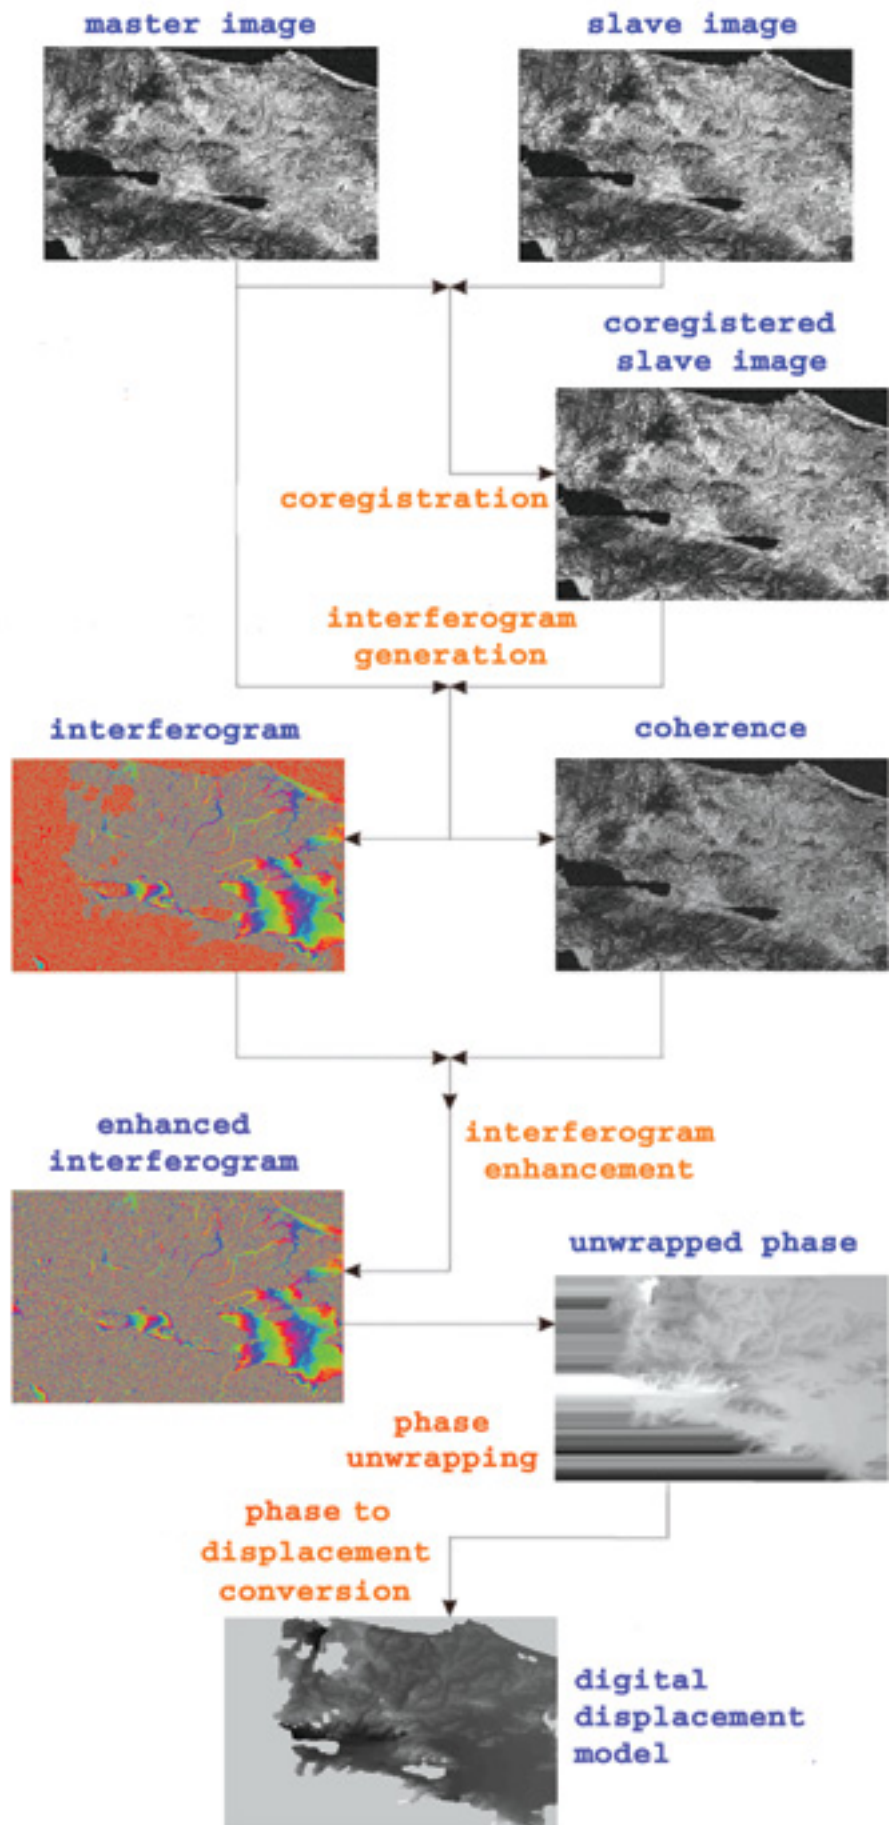 master image
slave image
coregistered
slave image
coregistration
interferogram
generation
interferogram
coherence
enhanced
interferogram
interferogram
enhancement
unwrapped phase
phase
unwrapping
phase to
displacement
conversion
digital
displacement
model